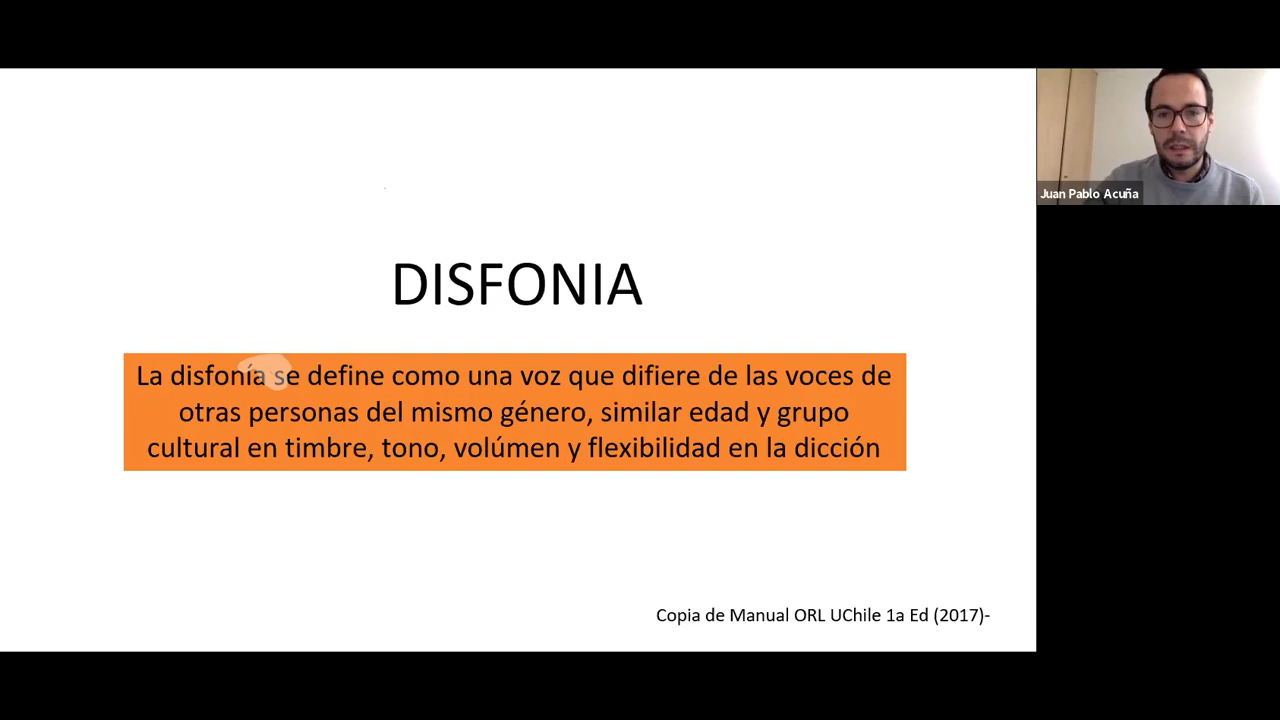 DISFONIA
La disfonía se define como una voz que difiere de las voces de
otras personas del mismo género, similar edad y grupo
cultural en timbre, tono, volúmen y flexibilidad en la dicción
Copia de Manual ORL UChile 1a Ed (2017)-
Juan Pablo Acuña